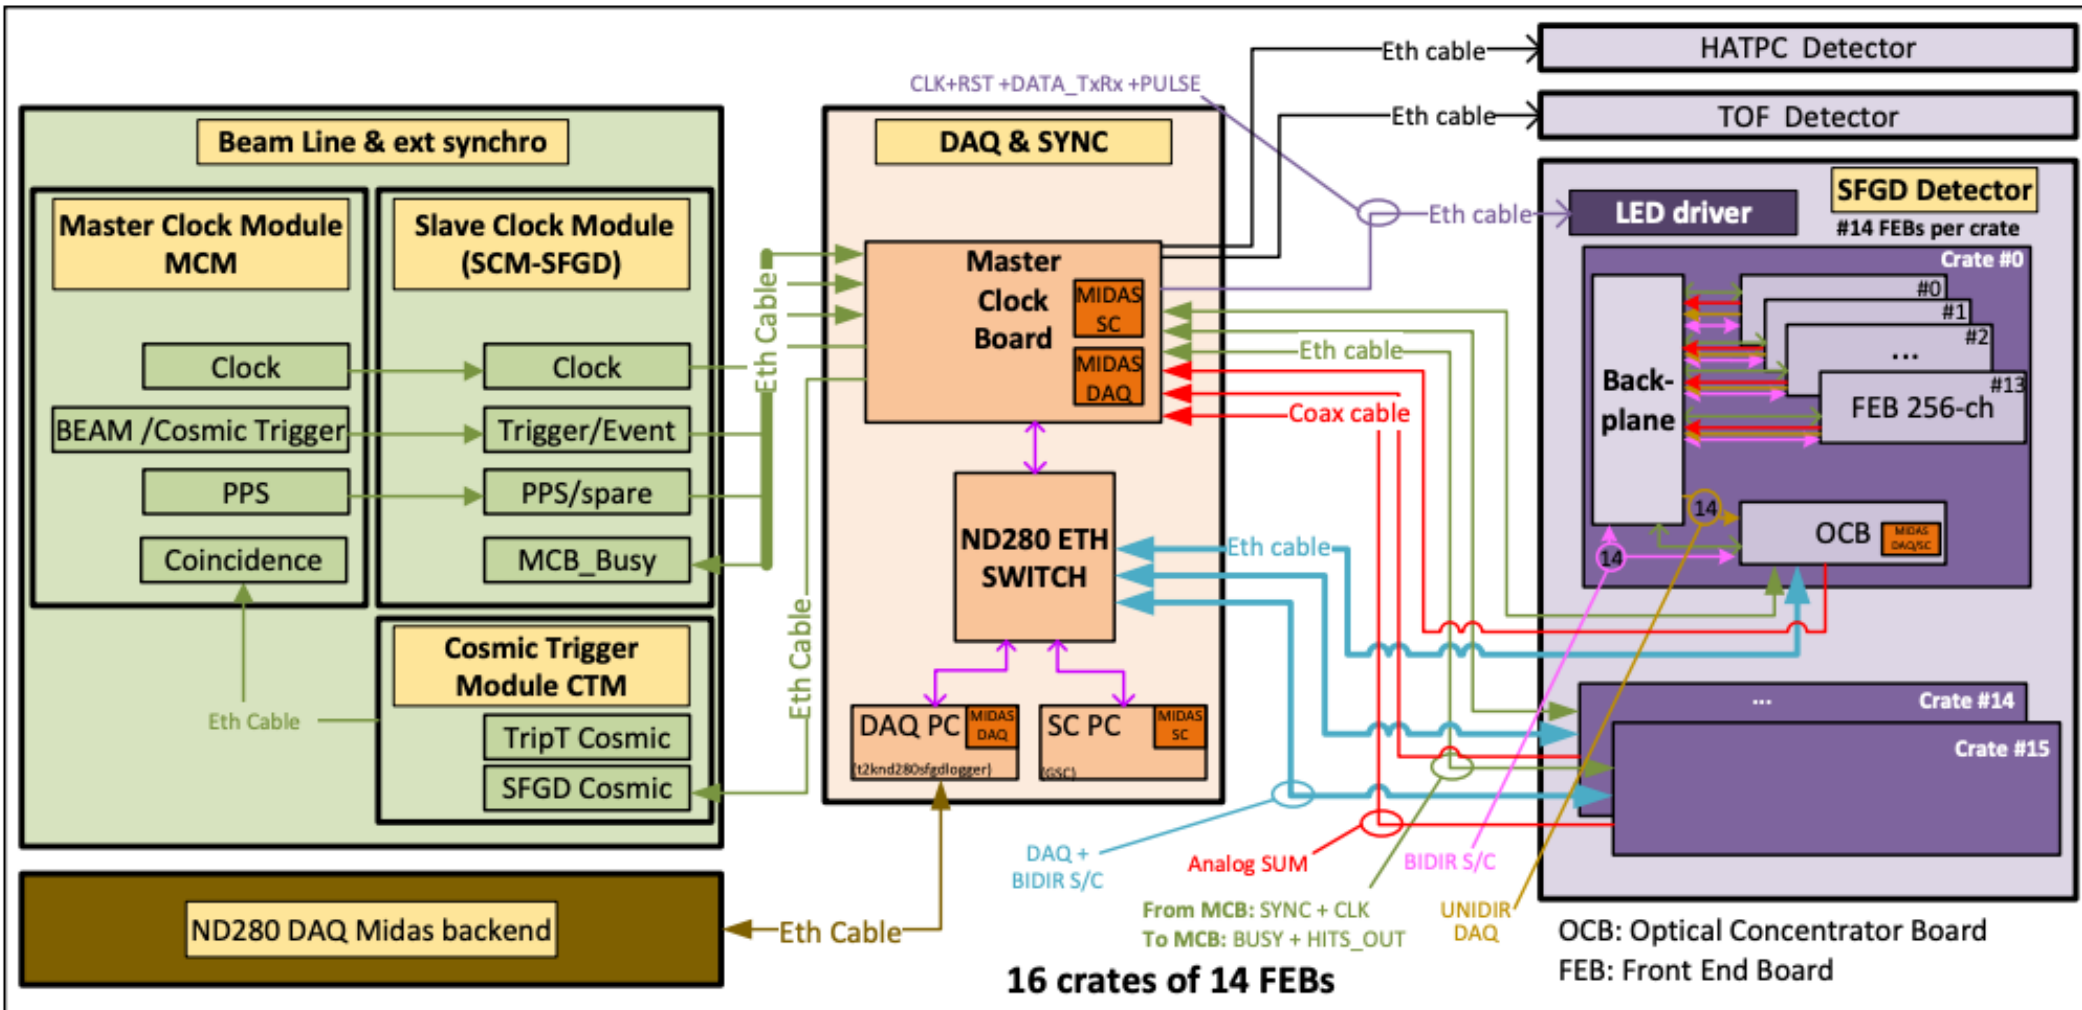 Beam Line & ext synchro
Master Clock Module
MCM
Clock
BEAM /Cosmic Trigger
PPS
Coincidence
Slave Clock Module
(SCM-SFGD)
Clock
Trigger/Event
PPS/spare
MCB_Busy
Cosmic Trigger
Module CTM
TripT Cosmic
SFGD Cosmic
Eth Cable
Eth Cable
Eth Cable
ND280 DAQ Midas backend
Eth Cable
DAQ & SYNC
Master
Clock
Board
MIDAS
SC
MIDAS
DAQ
ND280 ETH
SWITCH
DAQ PC
MIDAS
DAQ
(t2knd280sfgdlogger)
SC PC
MIDAS
SC
(GSC)
CLK+RST +DATA_TxRx +PULSE
Eth cable
Eth cable
Eth cable
Eth cable
Coax cable
Eth cable
HATPC Detector
TOF Detector
SFGD Detector
#14 FEBs per crate
LED driver
Crate #0
Back-
plane
#0
#1
#2
...
#13
FEB 256-ch
14
14
OCB
MIDAS
DAQ/SC
... Crate #14
Crate #15
DAQ +
BIDIR S/C
Analog SUM
BIDIR S/C
From MCB: SYNC + CLK
To MCB: BUSY + HITS_OUT
UNIDIR
DAQ
16 crates of 14 FEBs
OCB: Optical Concentrator Board
FEB: Front End Board